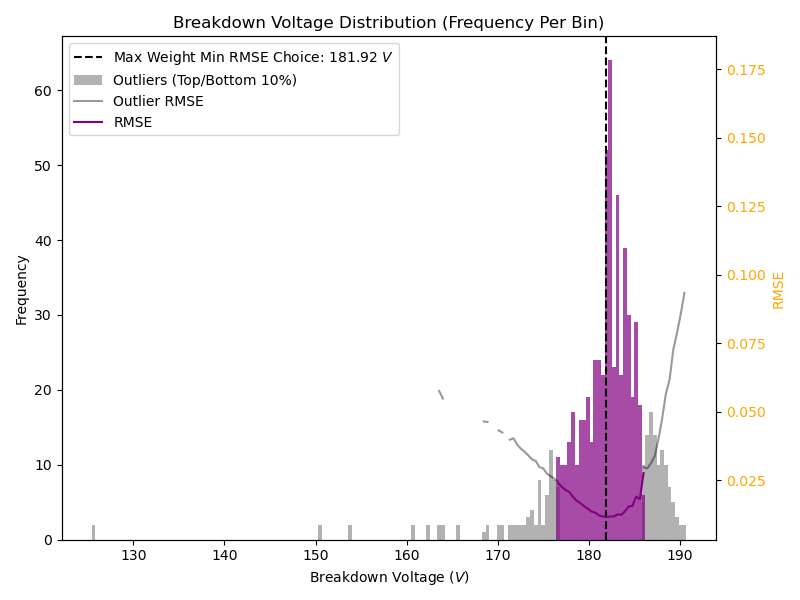 Breakdown Voltage Distribution (Frequency Per Bin)
Max Weight Min RMSE Choice: 181.92 V
Outliers (Top/Bottom 10%)
Outlier RMSE
RMSE
Frequency
60
50
40
30
20
10
0
0.175
0.150
0.125
0.100
0.075
0.050
0.025
RMSE
130 140 150 160 170 180 190
Breakdown Voltage (V)